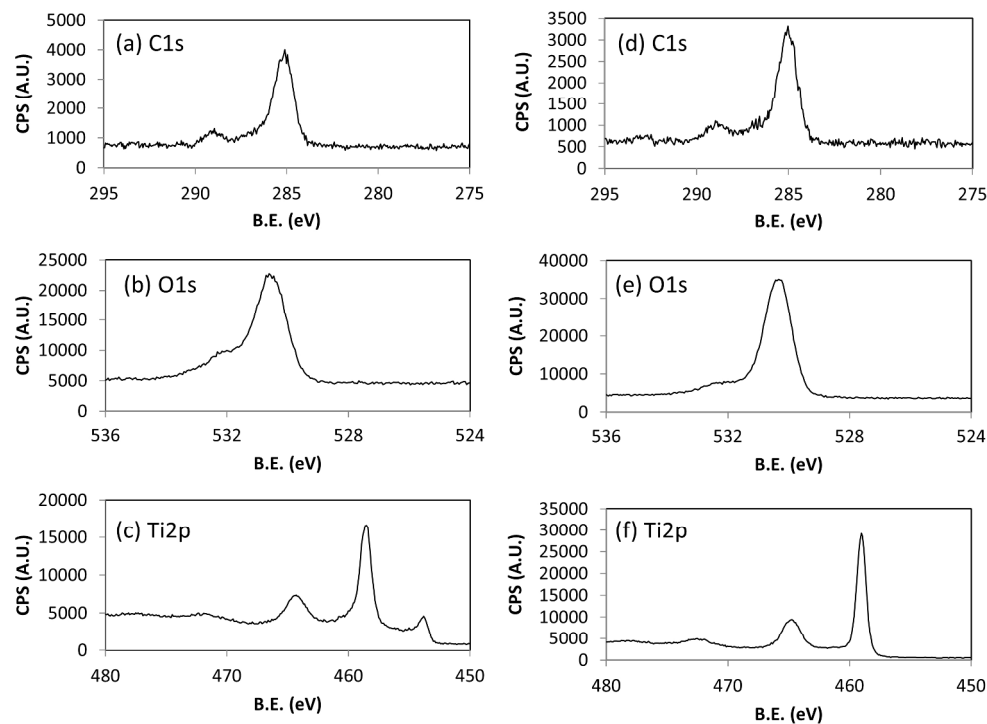 (a) C1s
CPS (A.U.)
5000
4000
3000
2000
1000
0
295 290 285 280 275
B.E. (eV)
(d) C1s
CPS (A.U.)
3500
3000
2500
2000
1500
1000
500
0
295 290 285 280 275
B.E. (eV)
(b) O1s
CPS (A.U.)
25000
20000
15000
10000
5000
0
536 532 528 524
B.E. (eV)
(e) O1s
CPS (A.U.)
40000
30000
20000
10000
0
536 532 528 524
B.E. (eV)
(c) Ti2p
CPS (A.U.)
20000
15000
10000
5000
0
480 470 460 450
B.E. (eV)
(f) Ti2p
CPS (A.U.)
35000
30000
25000
20000
15000
10000
5000
0
480 470 460 450
B.E. (eV)